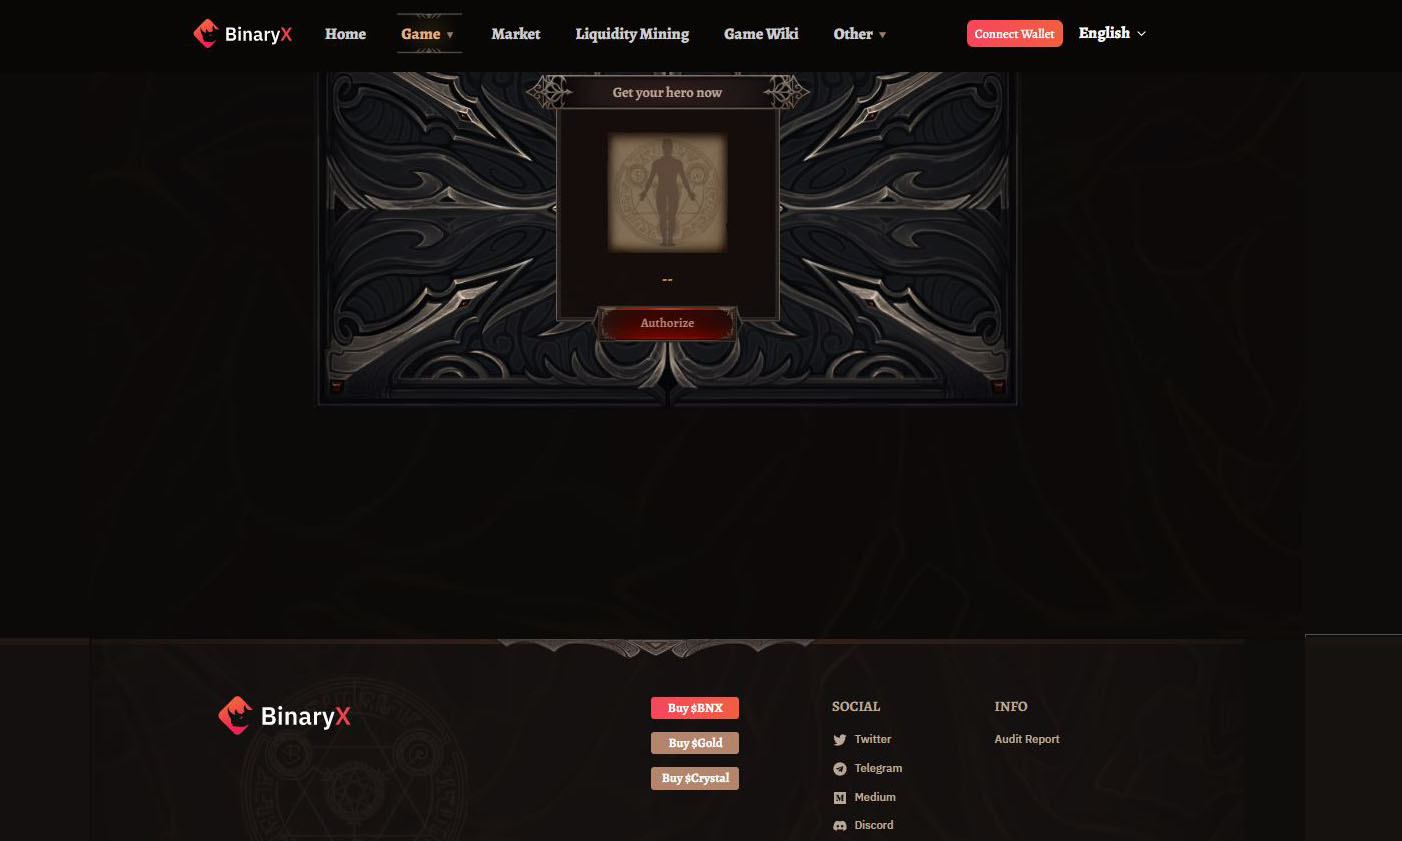 BinaryX
Home
Game ▾
Market
Liquidity Mining
Game Wiki
Other ▾
Connect Wallet
English
Get your hero now
--
Authorize
BinaryX
Buy $BNX
Buy $Gold
Buy $Crystal
SOCIAL
Twitter
Telegram
Medium
Discord
INFO
Audit Report